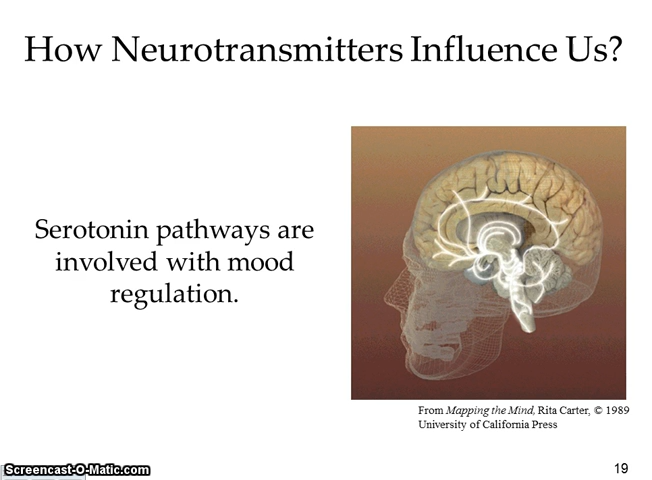 How Neurotransmitters Influence Us?
Serotonin pathways are
involved with mood
regulation.
From Mapping the Mind, Rita Carter, © 1989
University of California Press
19
Screencast-O-Matic.com